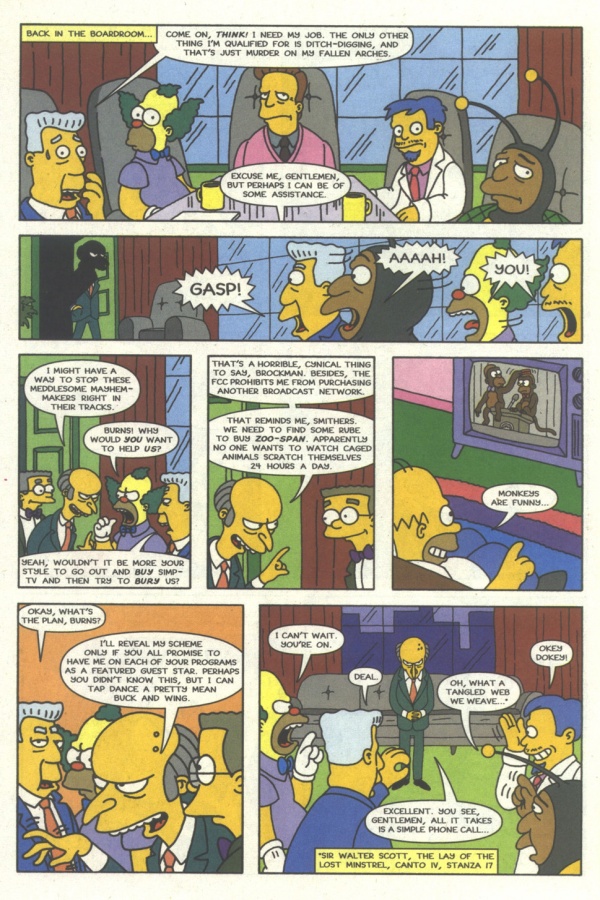 BACK IN THE BOARDROOM...
COME ON, THINK! I NEED MY JOB. THE ONLY OTHER
THING I'M QUALIFIED FOR IS DITCH-DIGGING, AND
THAT'S JUST MURDER ON MY FALLEN ARCHES.
EXCUSE ME, GENTLEMEN,
BUT PERHAPS I CAN BE OF
SOME ASSISTANCE.
GASP!
AAAAH!
YOU!
I MIGHT HAVE A
WAY TO STOP THESE
MEDDLESOME MAYHEM-
MAKERS RIGHT IN
THEIR TRACKS.
BURNS! WHY
WOULD YOU WANT
TO HELP US?
YEAH, WOULDN'T IT BE MORE YOUR
STYLE TO GO OUT AND BUY SIMP-
TV AND THEN TRY TO BURY US?
THAT'S A HORRIBLE, CYNICAL THING
TO SAY, BROCKMAN. BESIDES, THE
FCC PROHIBITS ME FROM PURCHASING
ANOTHER BROADCAST NETWORK.
THAT REMINDS ME, SMITHERS.
WE NEED TO FIND SOME RUBE
TO BUY ZOO-SPAN. APPARENTLY
NO ONE WANTS TO WATCH CAGED
ANIMALS SCRATCH THEMSELVES
24 HOURS A DAY.
MONKEYS
ARE FUNNY...
OKAY, WHAT'S
THE PLAN, BURNS?
I'LL REVEAL MY SCHEME
ONLY IF YOU ALL PROMISE TO
HAVE ME ON EACH OF YOUR PROGRAMS
AS A FEATURED GUEST STAR. PERHAPS
YOU DIDN'T KNOW THIS, BUT I CAN
TAP DANCE A PRETTY MEAN
BUCK AND WING.
I CAN'T WAIT.
YOU'RE ON.
DEAL.
OH, WHAT A
TANGLED WEB
WE WEAVE...*
OKEY
DOKEY!
EXCELLENT. YOU SEE,
GENTLEMEN, ALL IT TAKES
IS A SIMPLE PHONE CALL...
*SIR WALTER SCOTT, THE LAY OF THE
LOST MINSTREL, CANTO IV, STANZA 17